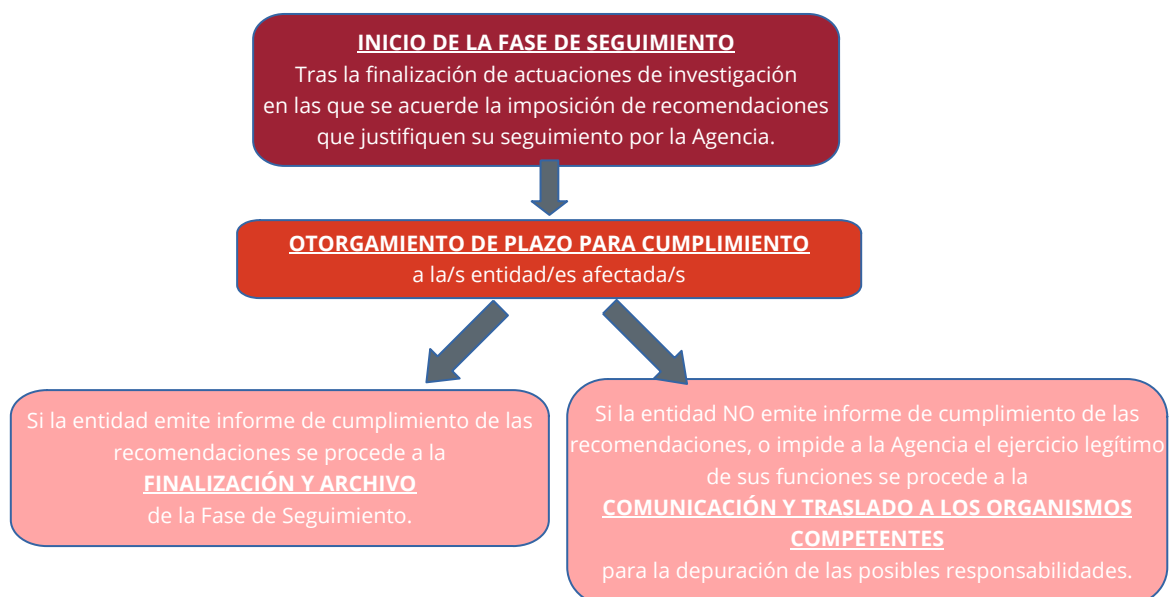 INICIO DE LA FASE DE SEGUIMIENTO
Tras la finalización de actuaciones de investigación
en las que se acuerde la imposición de recomendaciones
que justifiquen su seguimiento por la Agencia.
OTORGAMIENTO DE PLAZO PARA CUMPLIMIENTO
a la/s entidad/es afectada/s
Si la entidad emite informe de cumplimiento de las
recomendaciones se procede a la
FINALIZACIÓN Y ARCHIVO
de la Fase de Seguimiento.
Si la entidad NO emite informe de cumplimiento de las
recomendaciones, o impide a la Agencia el ejercicio legítimo
de sus funciones se procede a la
COMUNICACIÓN Y TRASLADO A LOS ORGANISMOS
COMPETENTES
para la depuración de las posibles responsabilidades.